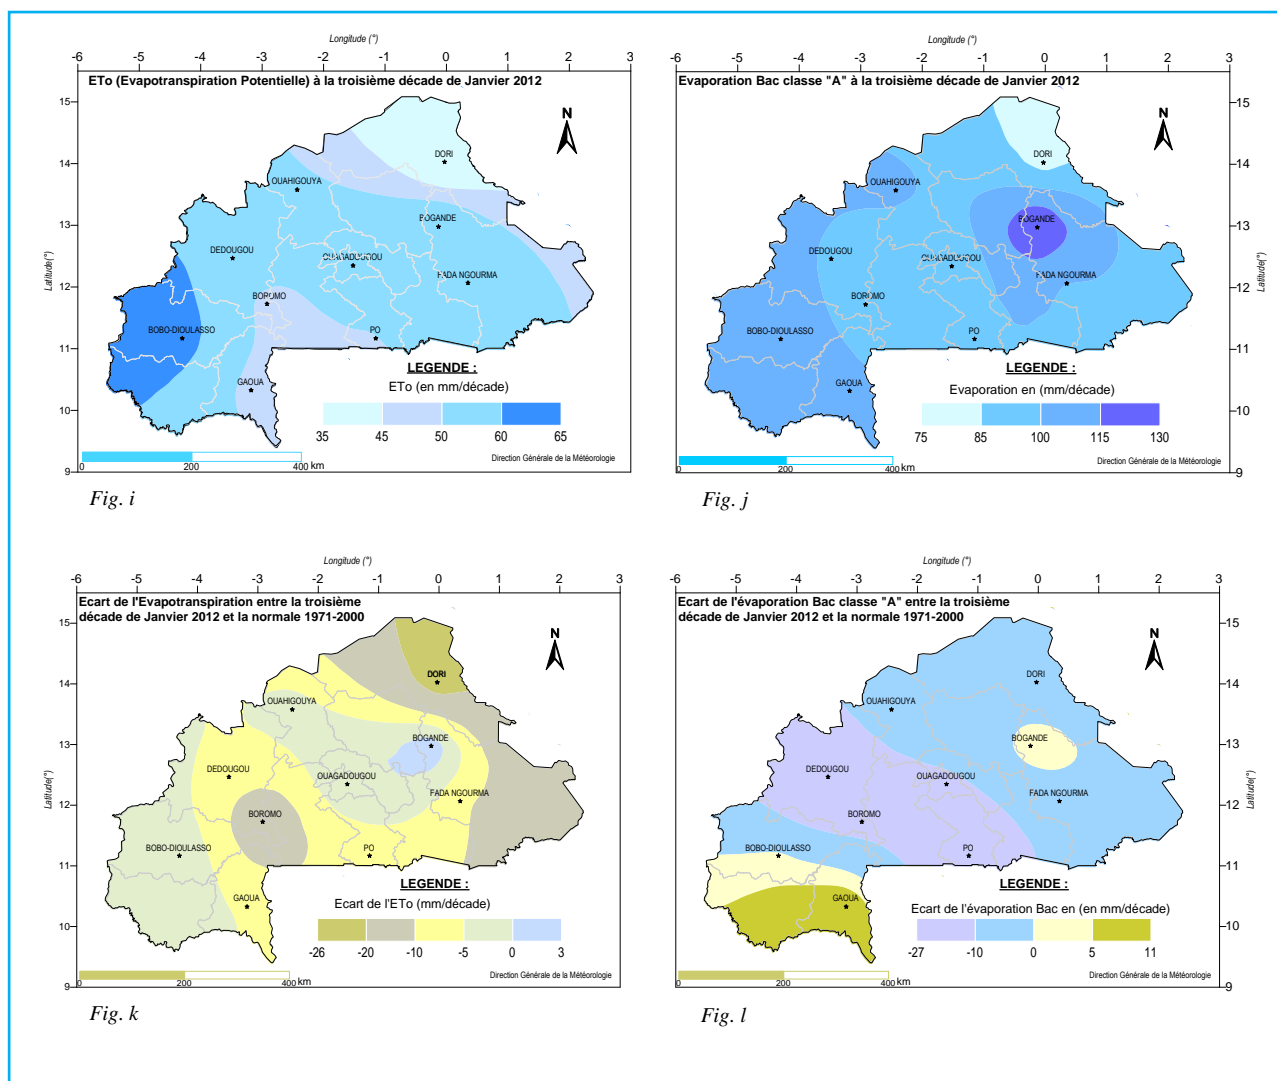 Longitude (°)
-6 -5 -4 -3 -2 -1 0 1 2 3
ETo (Evapotranspiration Potentielle) à la troisième décade de Janvier 2012
15
14
13
12
11
10
9
Latitude(°)
N
DORI
OUAHIGOUYA
BOGANDE
DEDOUGOU
OUAGADUGOU
FADA NGOURMA
BOROMO
BOBO-DIOULASSO
PO
GAOUA
LEGENDE :
ETo (en mm/décade)
35 45 50 60 65
0 200 400 km
Direction Générale de la Météorologie
Fig. i
Longitude (°)
-6 -5 -4 -3 -2 -1 0 1 2 3
Evaporation Bac classe "A" à la troisième décade de Janvier 2012
15
14
13
12
11
10
9
Latitude(°)
N
DORI
OUAHIGOUYA
BOGANDE
DEDOUGOU
OUAGADUGOU
FADA NGOURMA
BOROMO
BOBO-DIOULASSO
PO
GAOUA
LEGENDE :
Evaporation en (mm/décade)
75 85 100 115 130
0 200 400 km
Direction Générale de la Météorologie
Fig. j
Longitude (°)
-6 -5 -4 -3 -2 -1 0 1 2 3
Ecart de l'Evapotranspiration entre la troisième
décade de Janvier 2012 et la normale 1971-2000
15
14
13
12
11
10
9
Latitude(°)
N
DORI
OUAHIGOUYA
BOGANDE
DEDOUGOU
OUAGADOUGOU
FADA NGOURMA
BOROMO
BOBO-DIOULASSO
PO
GAOUA
LEGENDE :
Ecart de l'ETo (mm/décade)
-26 -20 -10 -5 0 3
0 200 400 km
Direction Générale de la Météorologie
Fig. k
Longitude (°)
-6 -5 -4 -3 -2 -1 0 1 2 3
Ecart de l'évaporation Bac classe "A" entre la troisième
décade de Janvier 2012 et la normale 1971-2000
15
14
13
12
11
10
9
Latitude(°)
N
DORI
OUAHIGOUYA
BOGANDE
DEDOUGOU
OUAGADOUGOU
FADA NGOURMA
BOROMO
BOBO-DIOULASSO
PO
GAOUA
LEGENDE :
Ecart de l'évaporation Bac en (en mm/décade)
-27 -10 0 5 11
0 200 400 km
Direction Générale de la Météorologie
Fig. l